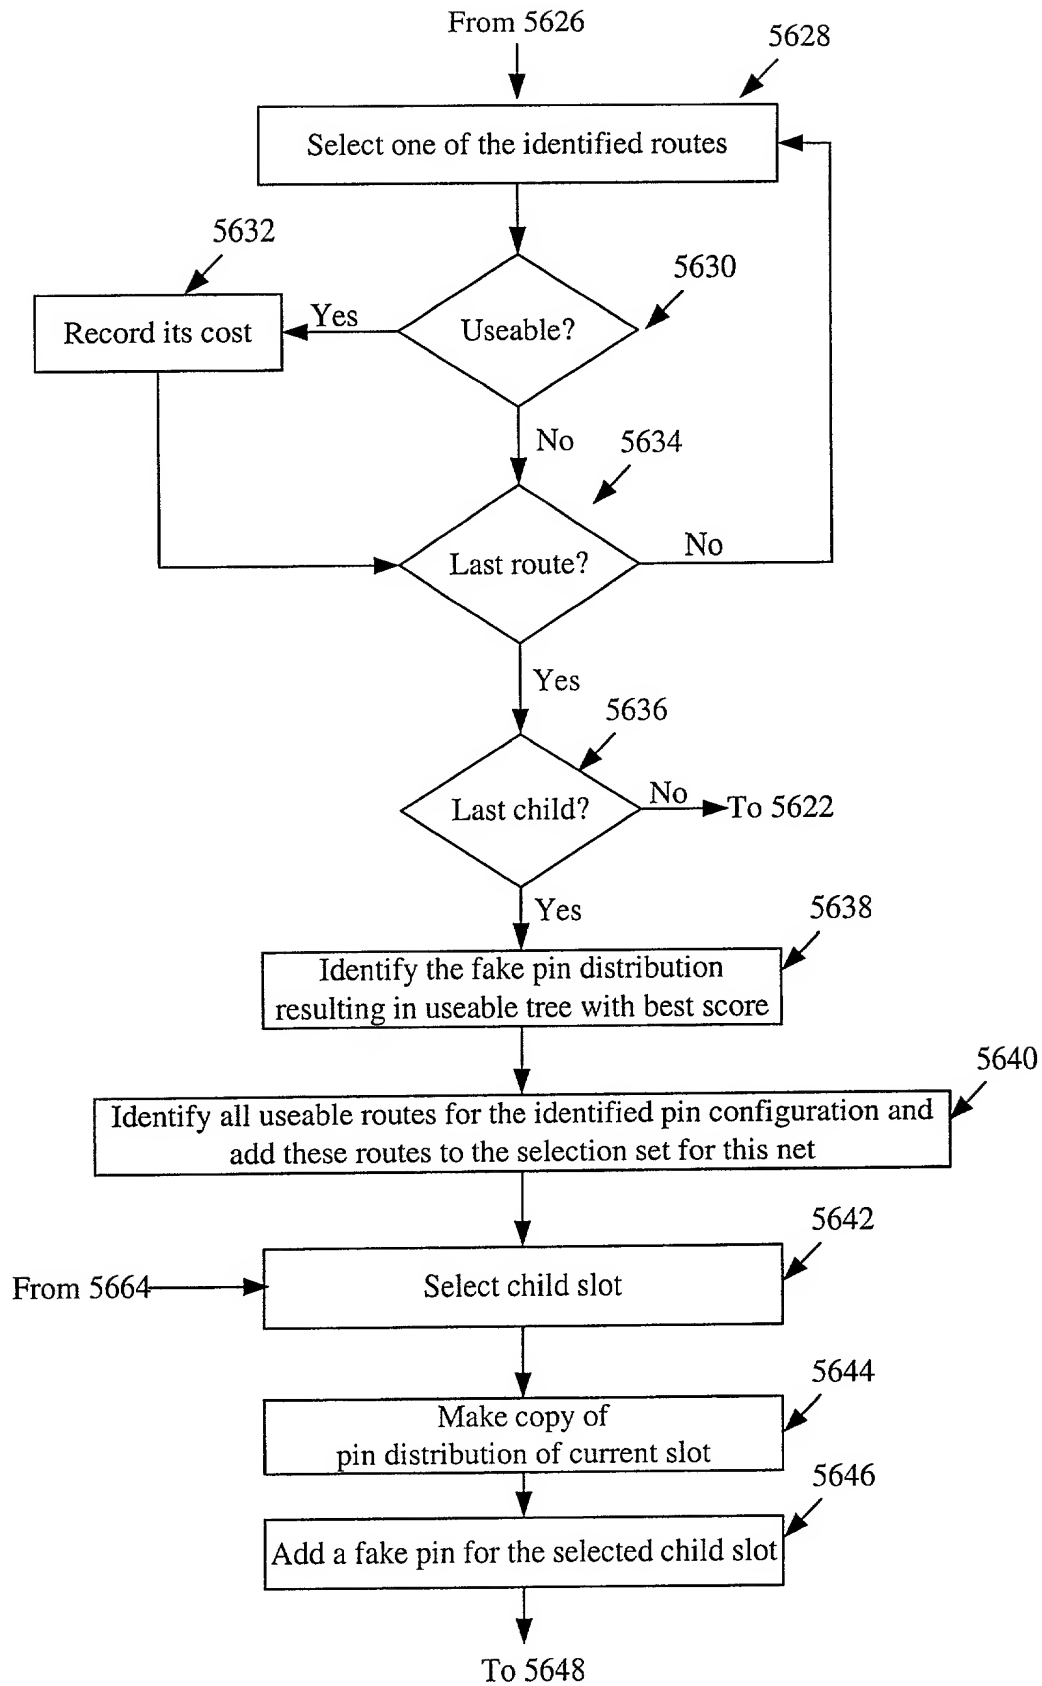 From 5626
5628
Select one of the identified routes
5632
5630
Record its cost
Yes
Useable?
No
5634
Last route?
No
Yes
5636
Last child?
No
To 5622
Yes
5638
Identify the fake pin distribution
resulting in useable tree with best score
5640
Identify all useable routes for the identified pin configuration and
add these routes to the selection set for this net
5642
From 5664
Select child slot
5644
Make copy of
pin distribution of current slot
5646
Add a fake pin for the selected child slot
To 5648